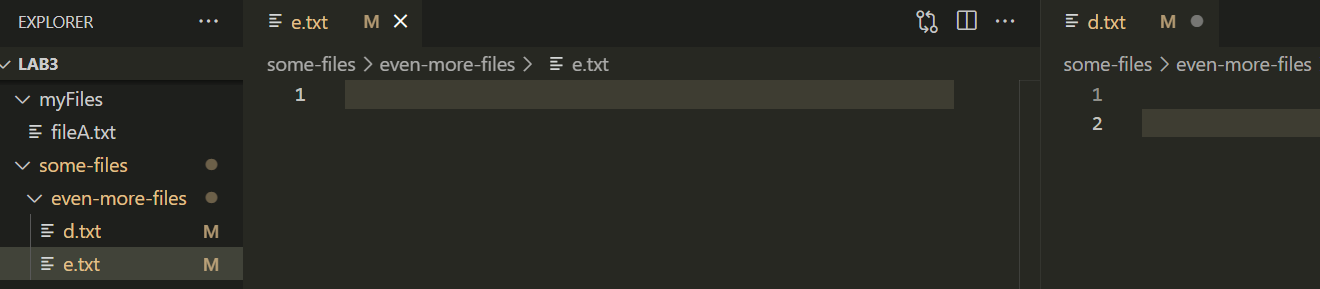 EXPLORER
LAB3
myFiles
fileA.txt
some-files
even-more-files
d.txt M
e.txt M
e.txt M
some-files > even-more-files > e.txt
1
d.txt M
some-files > even-more-files
1
2